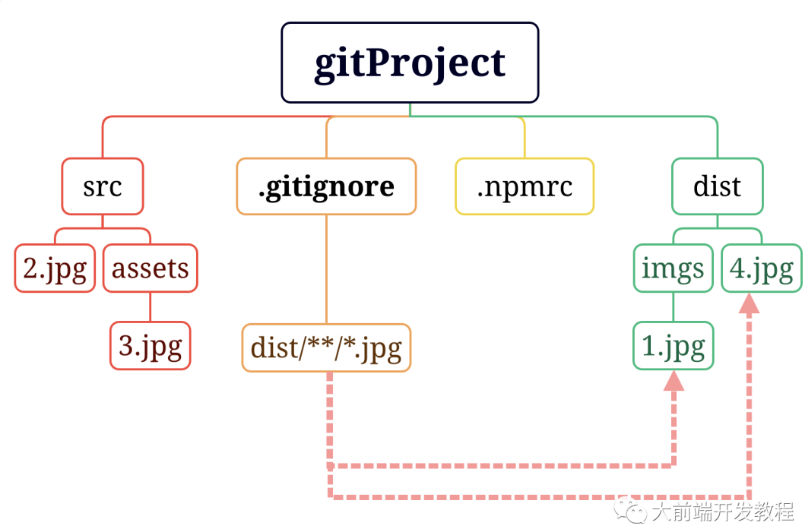 gitProject
src
.gitignore
.npmrc
dist
2.jpg
assets
imgs
4.jpg
3.jpg
dist/**/*.jpg
1.jpg
大前端开发教程